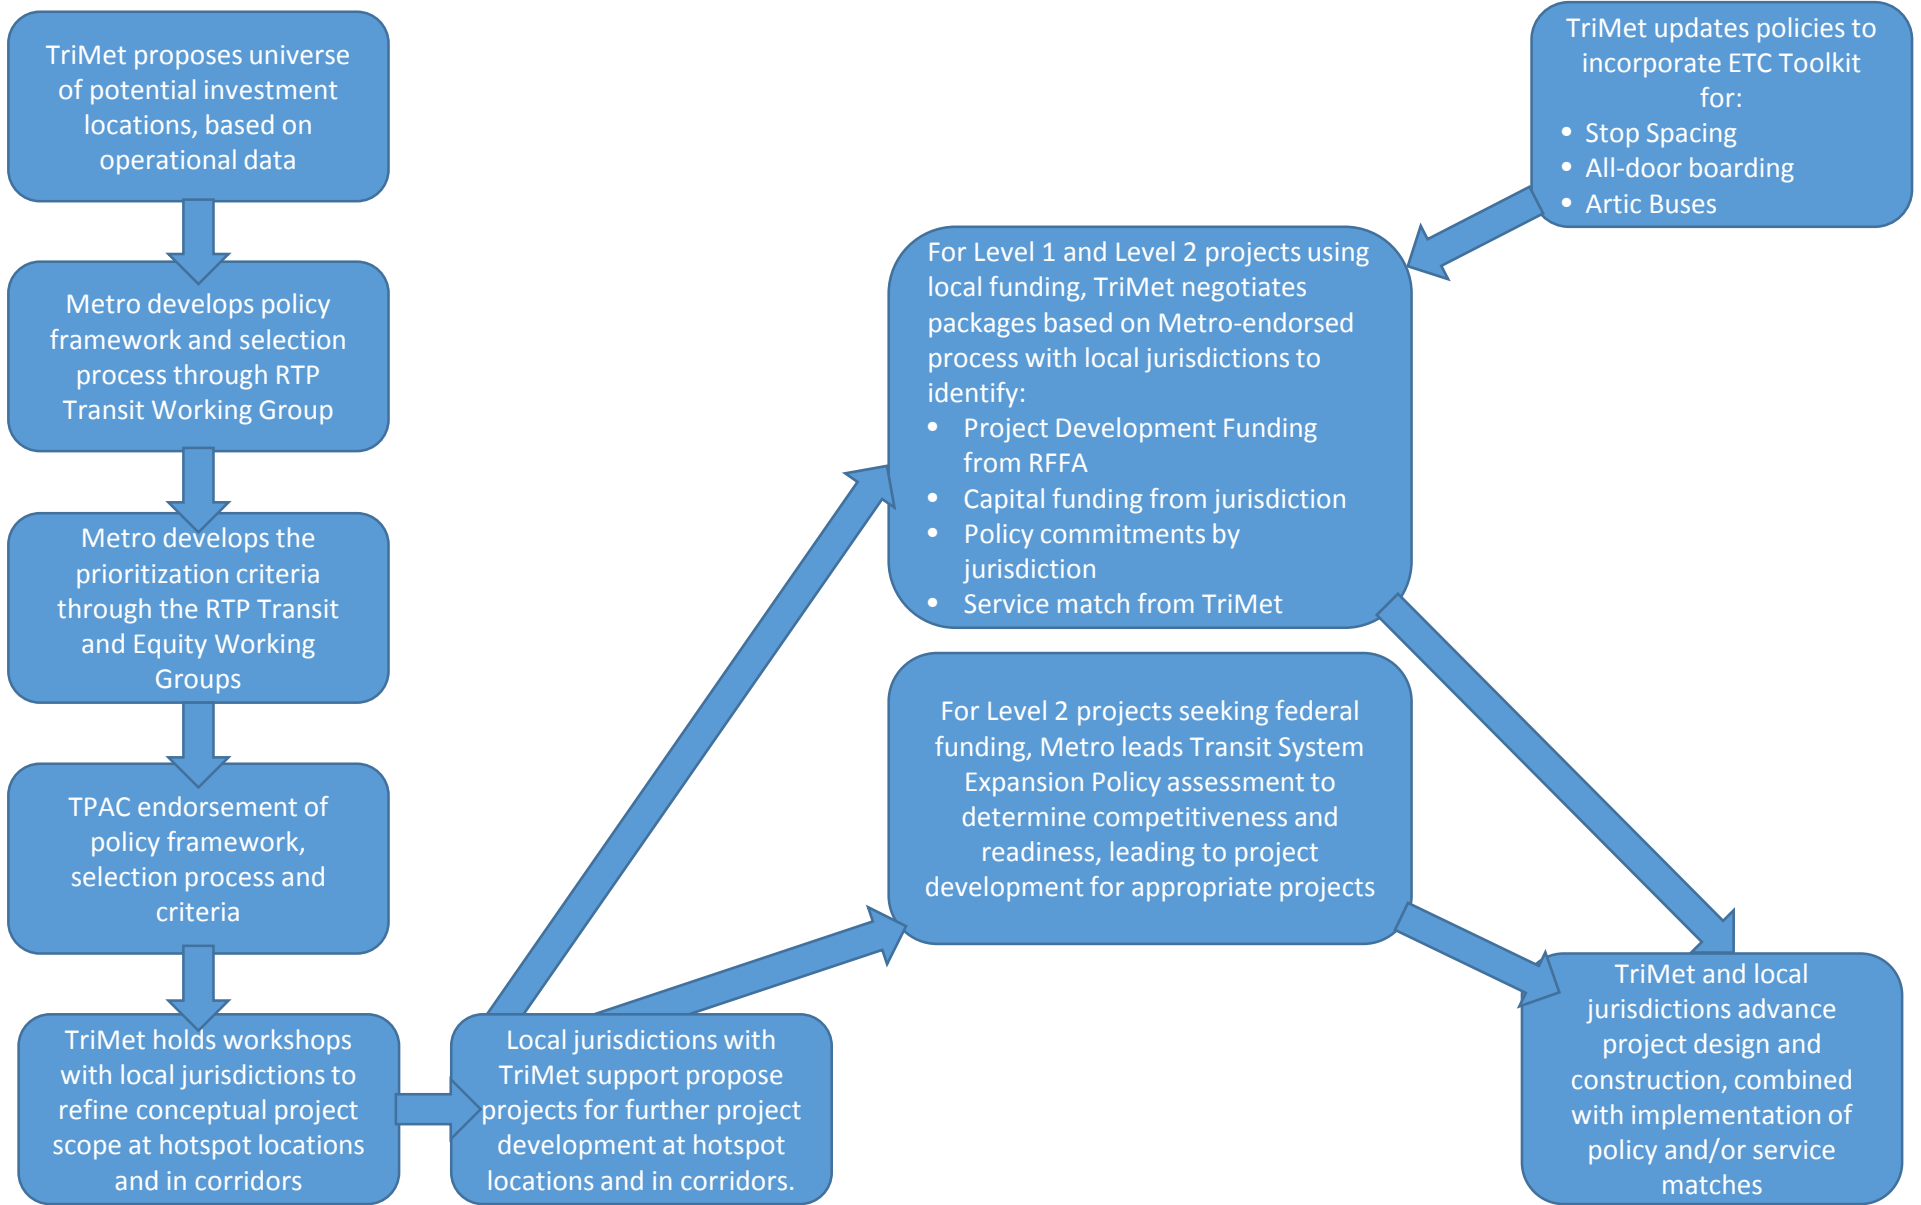 TriMet proposes universe
of potential investment
locations, based on
operational data
Metro develops policy
framework and selection
process through RTP
Transit Working Group
Metro develops the
prioritization criteria
through the RTP Transit
and Equity Working
Groups
TPAC endorsement of
policy framework,
selection process and
criteria
TriMet holds workshops
with local jurisdictions to
refine conceptual project
scope at hotspot locations
and in corridors
Local jurisdictions with
TriMet support propose
projects for further project
development at hotspot
locations and in corridors.
For Level 1 and Level 2 projects using
local funding, TriMet negotiates
packages based on Metro-endorsed
process with local jurisdictions to
identify:
• Project Development Funding
from RFFA
• Capital funding from jurisdiction
• Policy commitments by
jurisdiction
• Service match from TriMet
For Level 2 projects seeking federal
funding, Metro leads Transit System
Expansion Policy assessment to
determine competitiveness and
readiness, leading to project
development for appropriate projects
TriMet updates policies to
incorporate ETC Toolkit
for:
• Stop Spacing
• All-door boarding
• Artic Buses
TriMet and local
jurisdictions advance
project design and
construction, combined
with implementation of
policy and/or service
matches